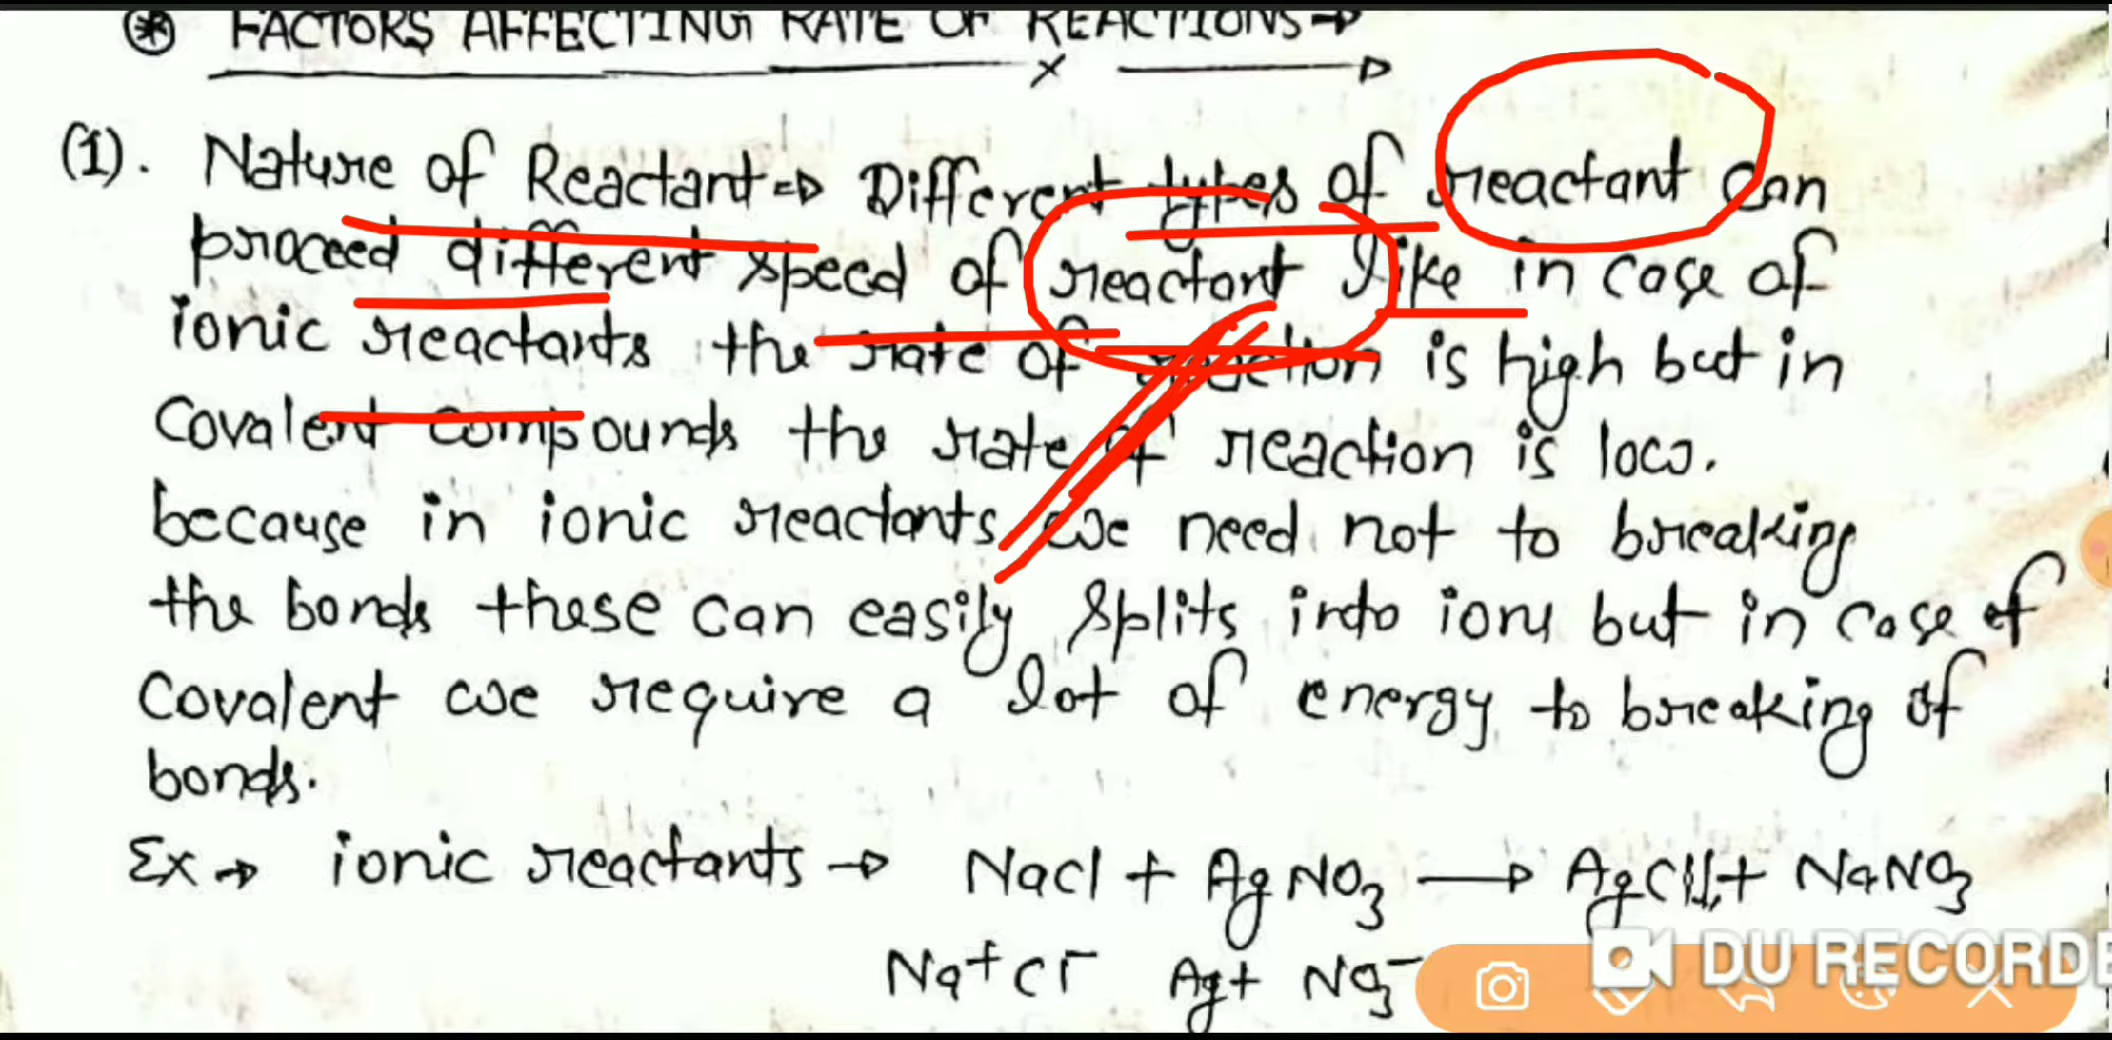 ⊛ FACTORS AFFECTING RATE OF REACTIONS →
(1). Nature of Reactant ⇒ Different types of reactant can
proceed different speed of reactant like in case of
ionic reactants the rate of reaction is high but in
Covalent compounds the rate of reaction is low.
because in ionic reactants we need not to breaking
the bonds these can easily splits into ions but in case of
Covalent we require a lot of energy to breaking of
bonds.
Ex → ionic reactants → Nacl + AgNO3 → AgCl↓ + NaNO3
Na+ Cl- Ag+ NO3-
DU RECORDE